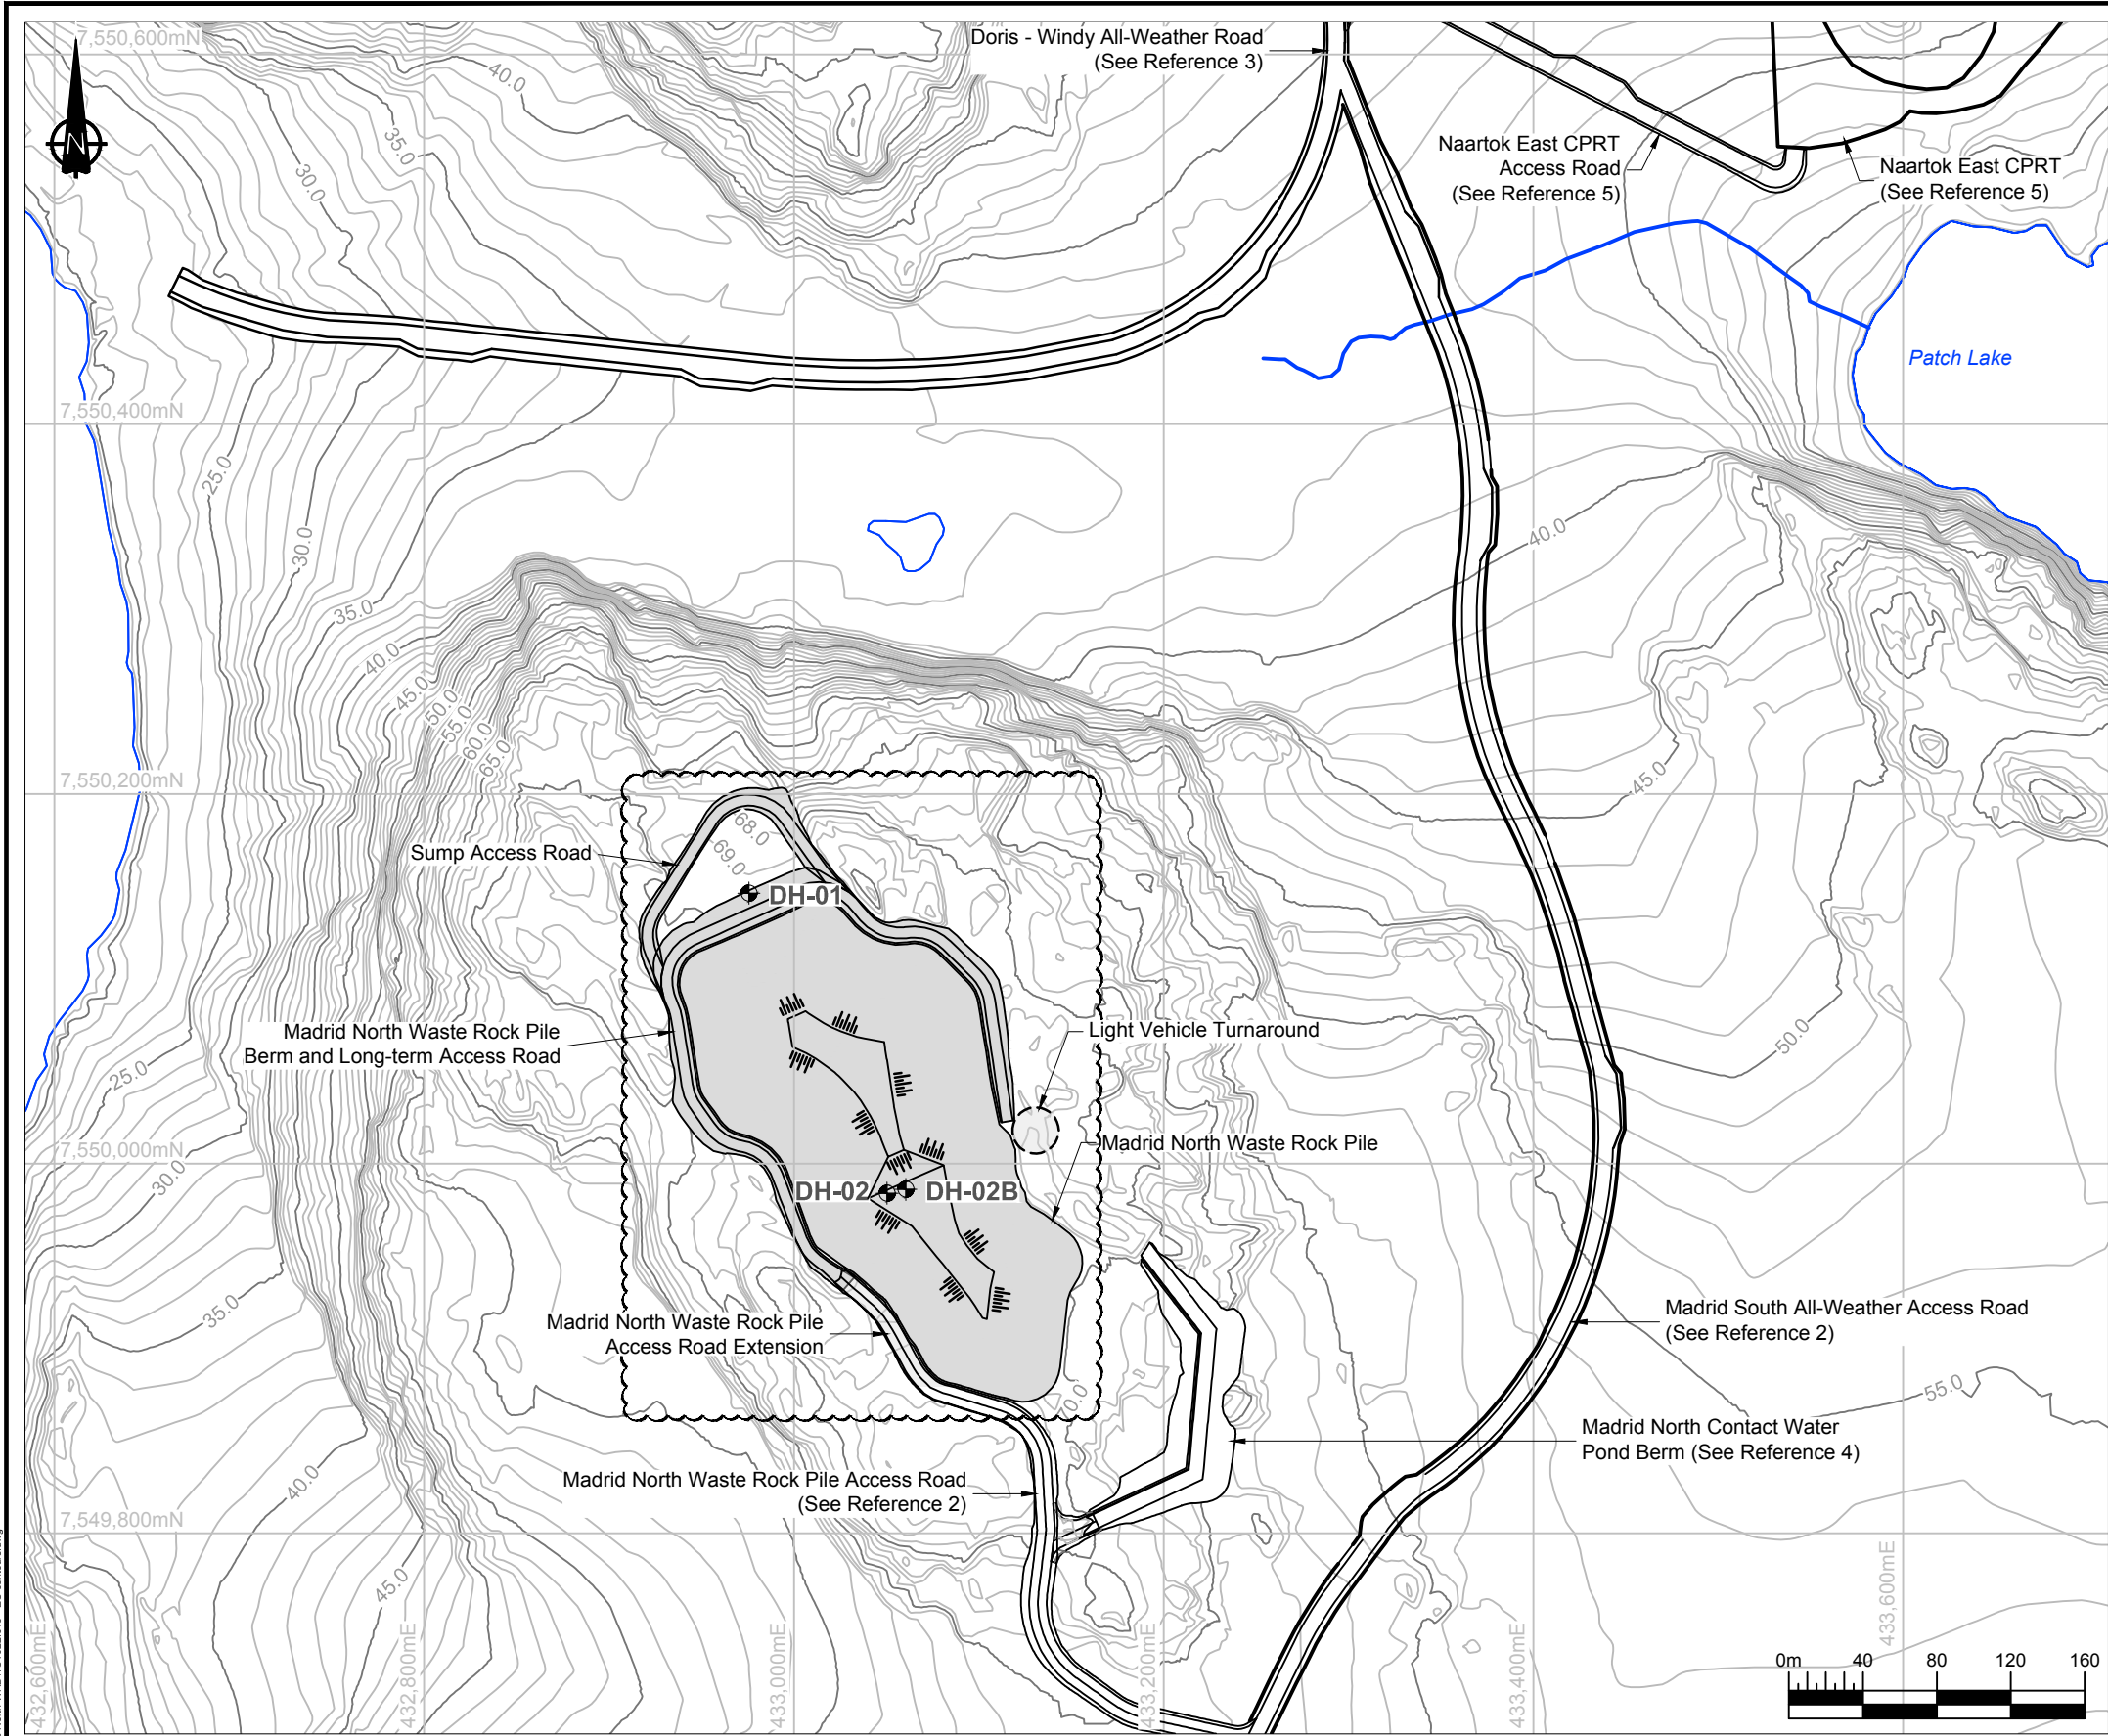 7,550,600mN
Doris - Windy All-Weather Road
(See Reference 3)
40.0
35.0
30.0
N
Naartok East CPRT
Access Road
(See Reference 5)
Naartok East CPRT
(See Reference 5)
Patch Lake
7,550,400mN
25.0
30.0
40.0
35.0
40.0
45.0
50.0
55.0
60.0
65.0
45.0
7,550,200mN
68.0
69.0
Sump Access Road
DH-01
Madrid North Waste Rock Pile
Berm and Long-term Access Road
Light Vehicle Turnaround
50.0
25.0
7,550,000mN
Madrid North Waste Rock Pile
30.0
DH-02
DH-02B
35.0
Madrid North Waste Rock Pile
Access Road Extension
Madrid South All-Weather Access Road
(See Reference 2)
55.0
70.0
Madrid North Contact Water
Pond Berm (See Reference 4)
40.0
Madrid North Waste Rock Pile Access Road
(See Reference 2)
7,549,800mN
45.0
432,600mE
432,800mE
433,000mE
433,200mE
433,400mE
433,600mE
0m 40 80 120 160